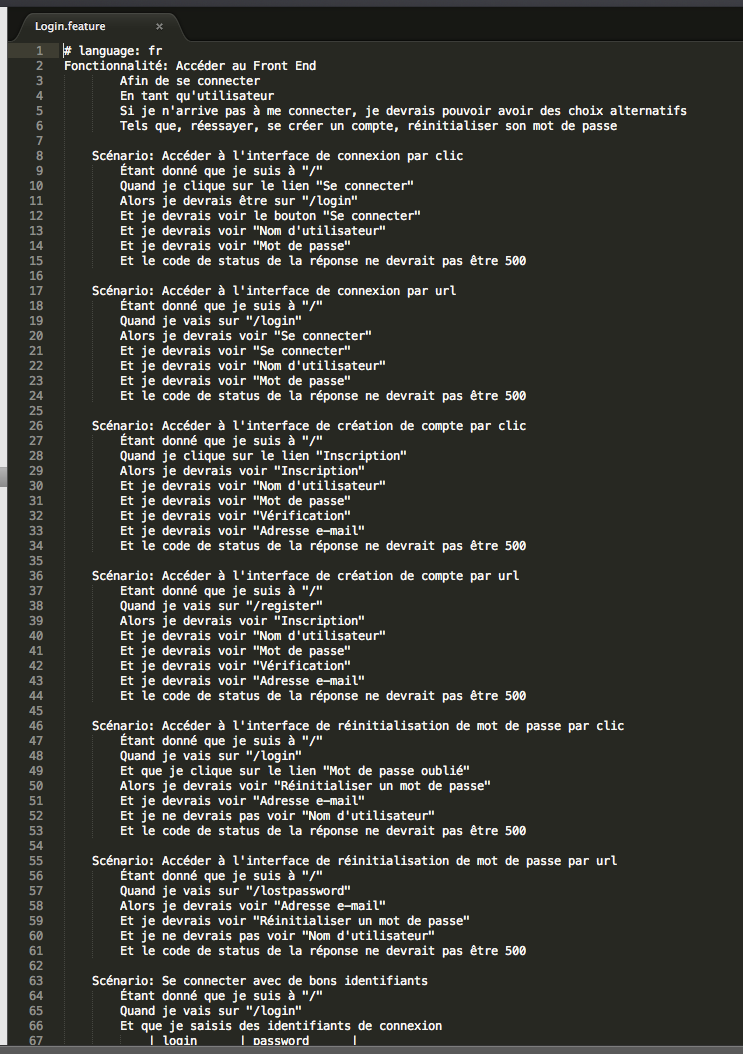 Login.feature ×
1 # language: fr
2 Fonctionnalité: Accéder au Front End
3 Afin de se connecter
4 En tant qu'utilisateur
5 Si je n'arrive pas à me connecter, je devrais pouvoir avoir des choix alternatifs
6 Tels que, réessayer, se créer un compte, réinitialiser son mot de passe
7
8 Scénario: Accéder à l'interface de connexion par clic
9 Étant donné que je suis à "/"
10 Quand je clique sur le lien "Se connecter"
11 Alors je devrais être sur "/login"
12 Et je devrais voir le bouton "Se connecter"
13 Et je devrais voir "Nom d'utilisateur"
14 Et je devrais voir "Mot de passe"
15 Et le code de status de la réponse ne devrait pas être 500
16
17 Scénario: Accéder à l'interface de connexion par url
18 Étant donné que je suis à "/"
19 Quand je vais sur "/login"
20 Alors je devrais voir "Se connecter"
21 Et je devrais voir "Se connecter"
22 Et je devrais voir "Nom d'utilisateur"
23 Et je devrais voir "Mot de passe"
24 Et le code de status de la réponse ne devrait pas être 500
25
26 Scénario: Accéder à l'interface de création de compte par clic
27 Étant donné que je suis à "/"
28 Quand je clique sur le lien "Inscription"
29 Alors je devrais voir "Inscription"
30 Et je devrais voir "Nom d'utilisateur"
31 Et je devrais voir "Mot de passe"
32 Et je devrais voir "Vérification"
33 Et je devrais voir "Adresse e-mail"
34 Et le code de status de la réponse ne devrait pas être 500
35
36 Scénario: Accéder à l'interface de création de compte par url
37 Etant donné que je suis à "/"
38 Quand je vais sur "/register"
39 Alors je devrais voir "Inscription"
40 Et je devrais voir "Nom d'utilisateur"
41 Et je devrais voir "Mot de passe"
42 Et je devrais voir "Vérification"
43 Et je devrais voir "Adresse e-mail"
44 Et le code de status de la réponse ne devrait pas être 500
45
46 Scénario: Accéder à l'interface de réinitialisation de mot de passe par clic
47 Étant donné que je suis à "/"
48 Quand je vais sur "/login"
49 Et que je clique sur le lien "Mot de passe oublié"
50 Alors je devrais voir "Réinitialiser un mot de passe"
51 Et je devrais voir "Adresse e-mail"
52 Et je ne devrais pas voir "Nom d'utilisateur"
53 Et le code de status de la réponse ne devrait pas être 500
54
55 Scénario: Accéder à l'interface de réinitialisation de mot de passe par url
56 Étant donné que je suis à "/"
57 Quand je vais sur "/lostpassword"
58 Alors je devrais voir "Adresse e-mail"
59 Et je devrais voir "Réinitialiser un mot de passe"
60 Et je ne devrais pas voir "Nom d'utilisateur"
61 Et le code de status de la réponse ne devrait pas être 500
62
63 Scénario: Se connecter avec de bons identifiants
64 Étant donné que je suis à "/"
65 Quand je vais sur "/login"
66 Et que je saisis des identifiants de connexion
67 | login | password |